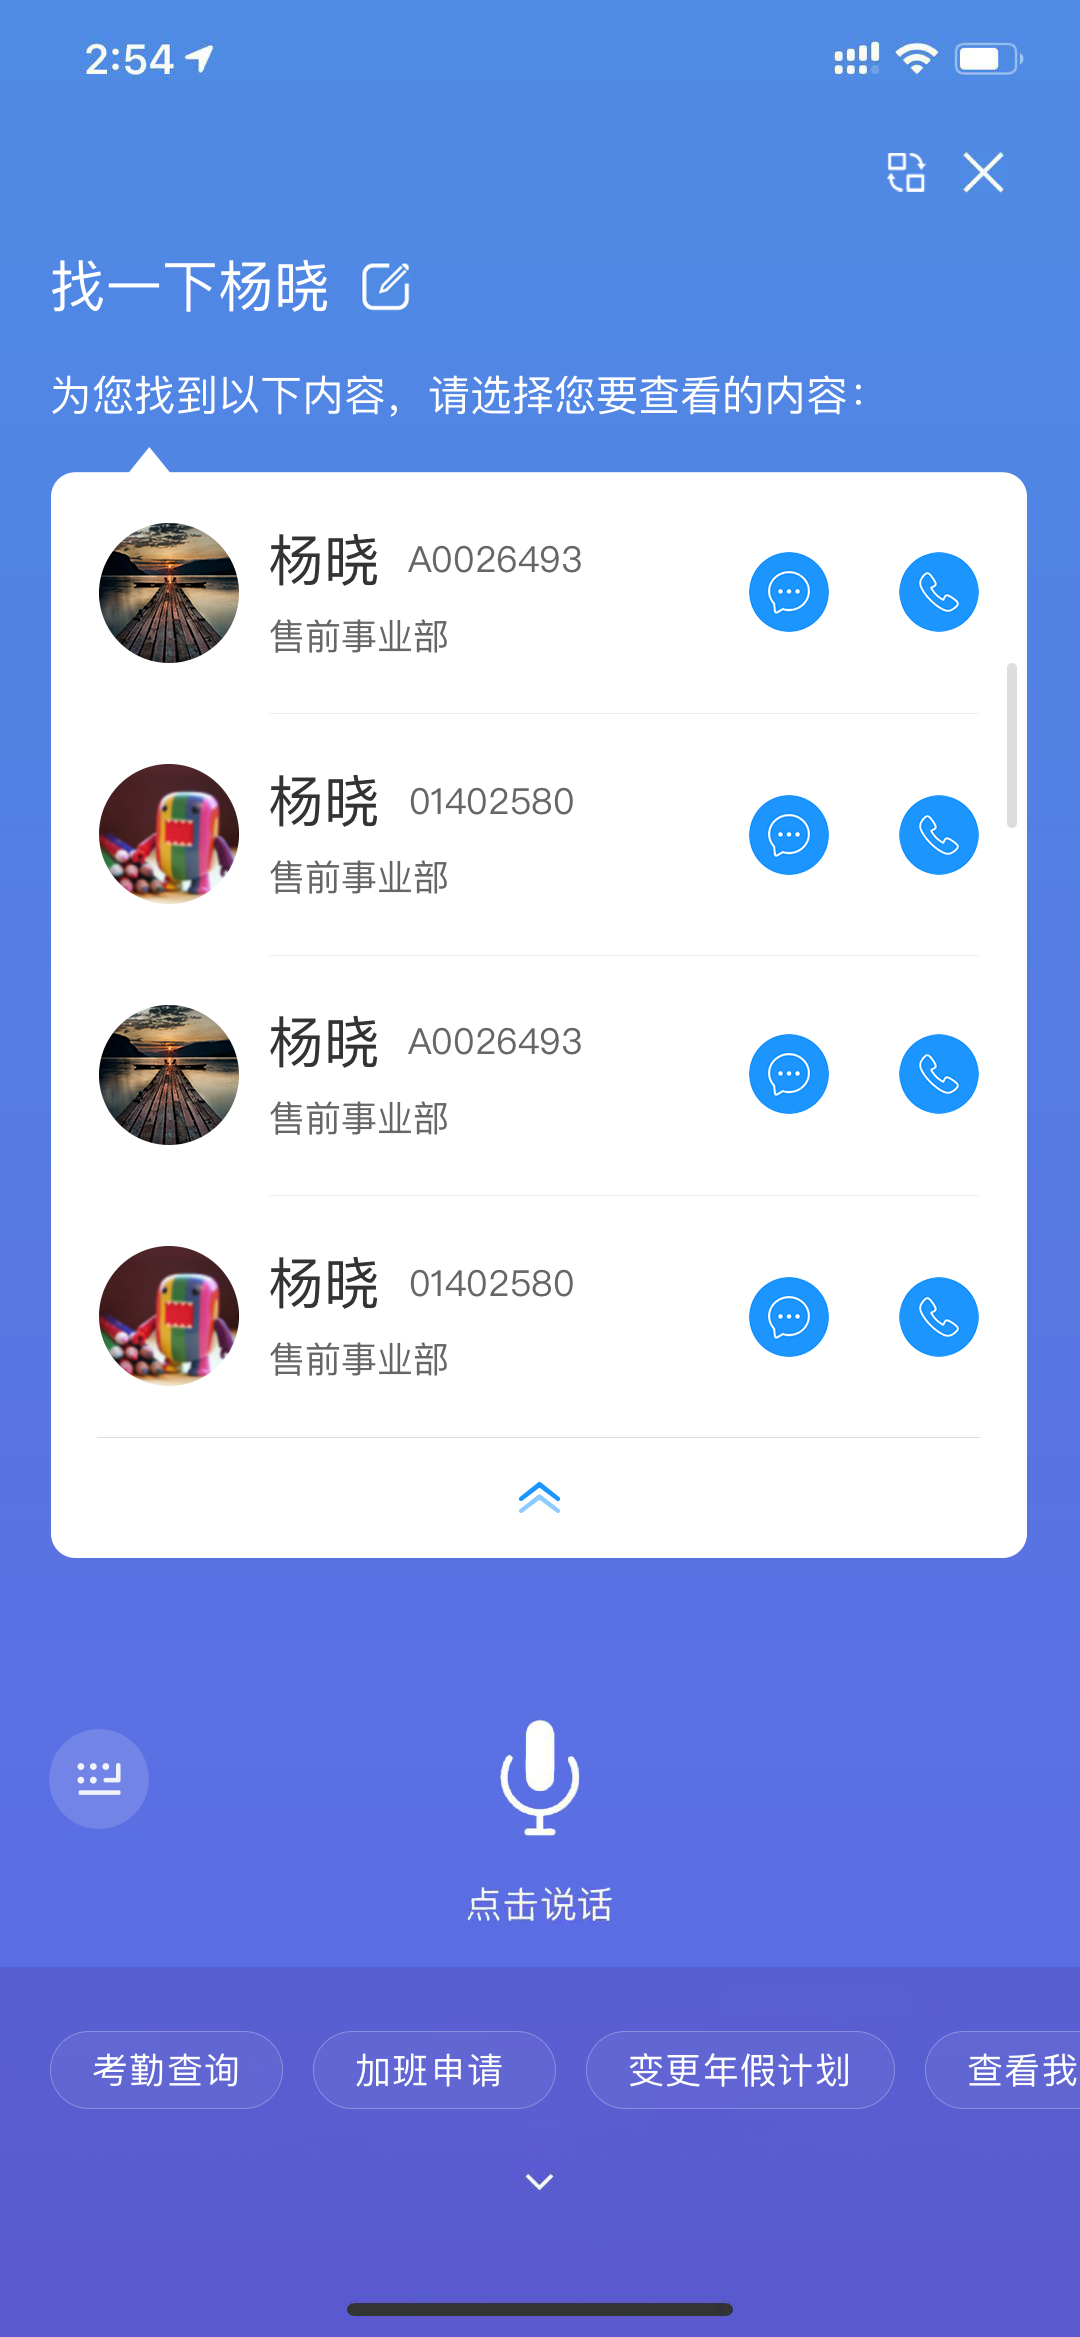 2:54
找一下杨晓
为您找到以下内容，请选择您要查看的内容：
杨晓 A0026493
售前事业部
杨晓 01402580
售前事业部
杨晓 A0026493
售前事业部
杨晓 01402580
售前事业部
点击说话
考勤查询 加班申请 变更年假计划 查看我